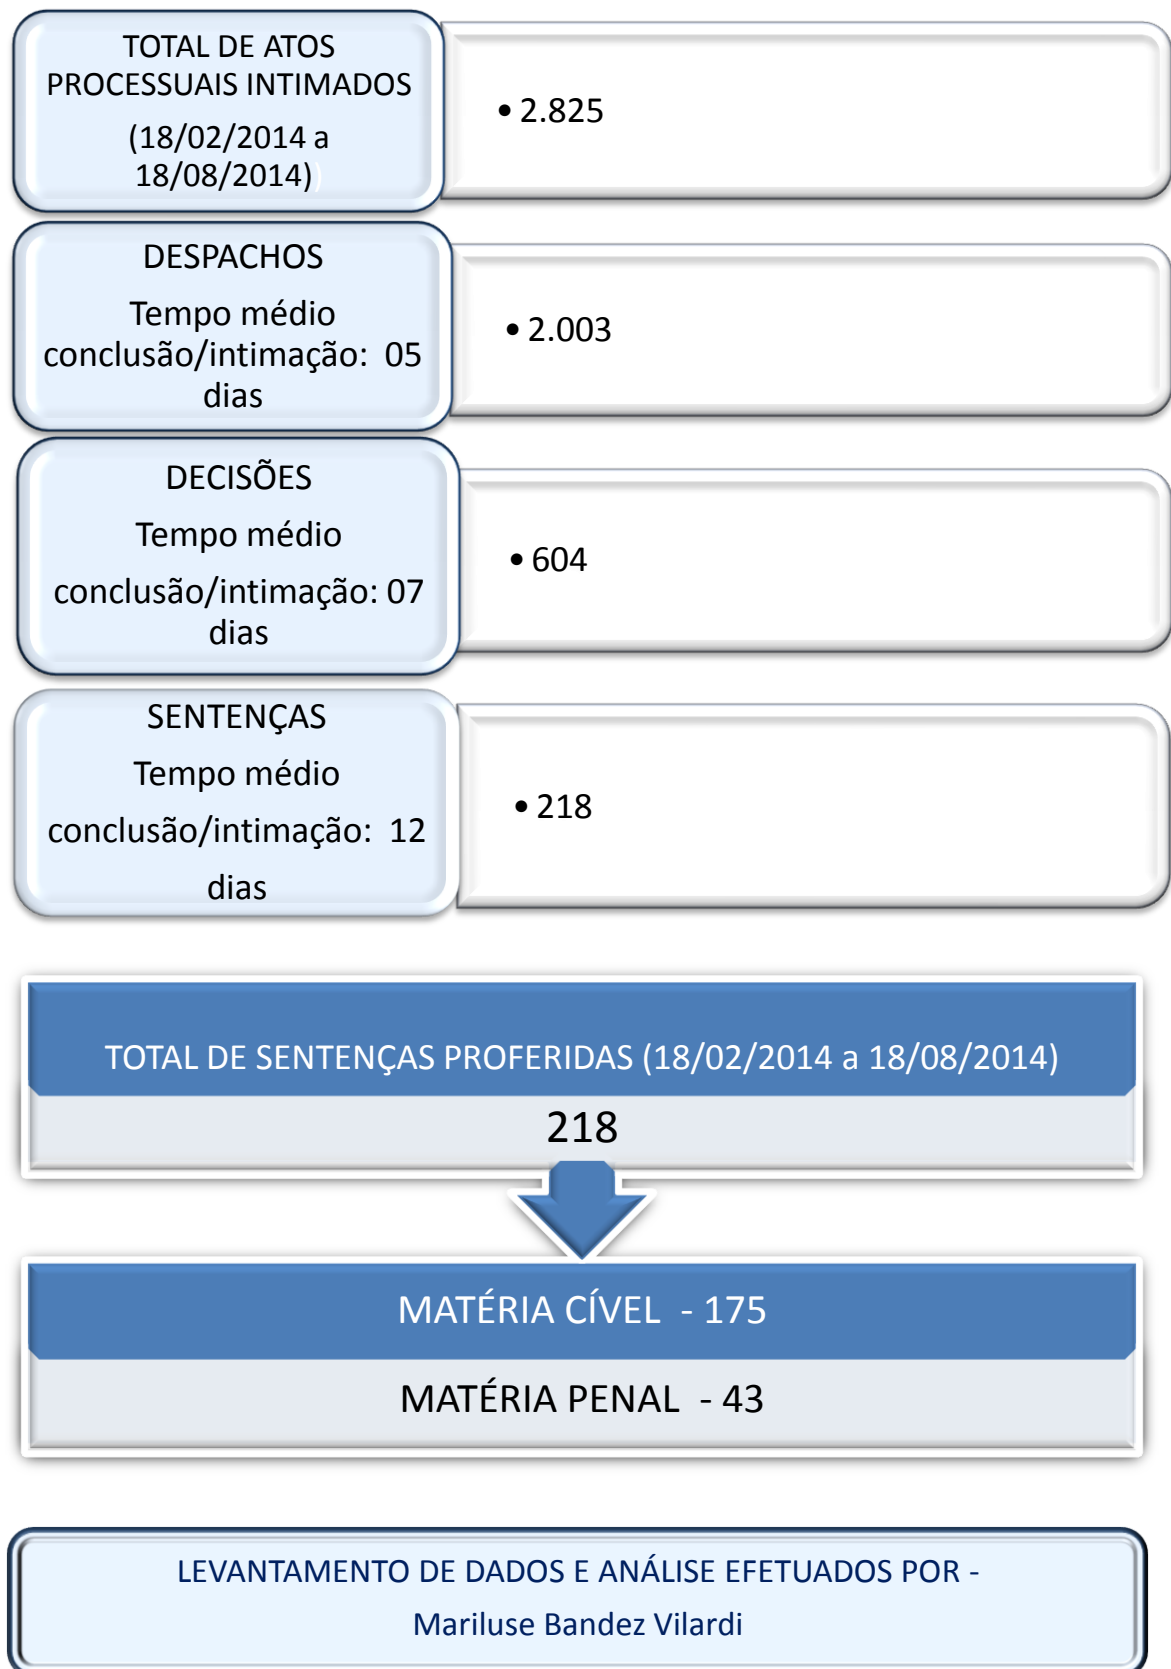 TOTAL DE ATOS
PROCESSUAIS INTIMADOS
(18/02/2014 a
18/08/2014))
• 2.825
DESPACHOS
Tempo médio
conclusão/intimação: 05
dias
• 2.003
DECISÕES
Tempo médio
conclusão/intimação: 07
dias
• 604
SENTENÇAS
Tempo médio
conclusão/intimação: 12
dias
• 218
TOTAL DE SENTENÇAS PROFERIDAS (18/02/2014 a 18/08/2014)
218
MATÉRIA CÍVEL - 175
MATÉRIA PENAL - 43
LEVANTAMENTO DE DADOS E ANÁLISE EFETUADOS POR -
Mariluse Bandez Vilardi